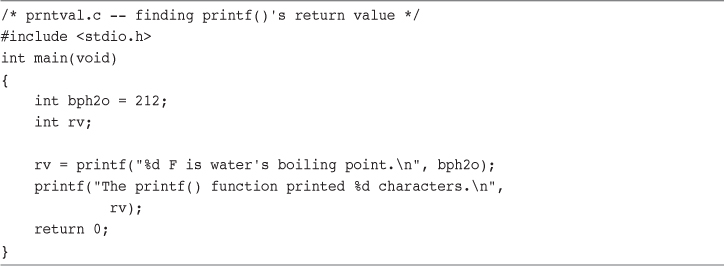 /* prntval.c -- finding printf()'s return value */
#include <stdio.h>
int main(void)
{
    int bph2o = 212;
    int rv;

    rv = printf("%d F is water's boiling point.\n", bph2o);
    printf("The printf() function printed %d characters.\n",
             rv);
    return 0;
}